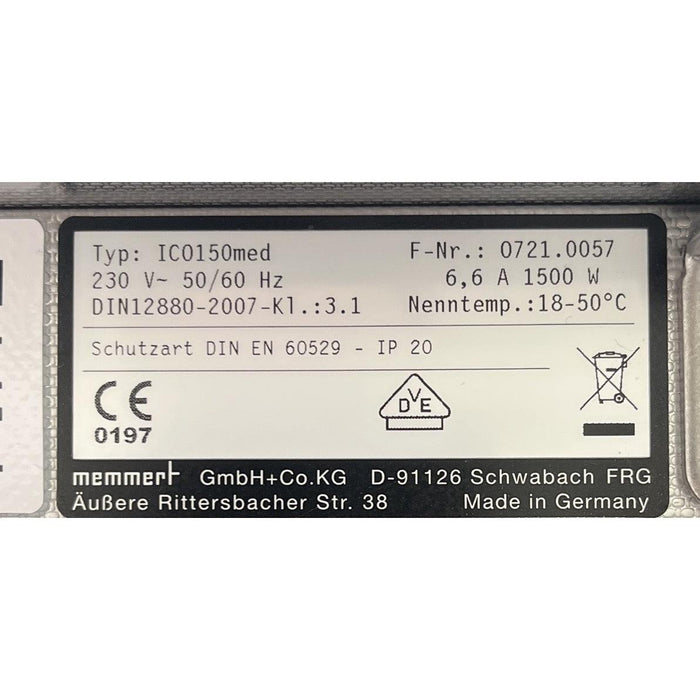 Typ: ICO150med F-Nr.: 0721.0057
230 V~ 50/60 Hz 6,6 A 1500 W
DIN12880-2007-Kl.:3.1 Nenntemp.:18-50°C
Schutzart DIN EN 60529 - IP 20
CE
0197
DVE
memmert GmbH+Co.KG D-91126 Schwabach FRG
Äußere Rittersbacher Str. 38 Made in Germany